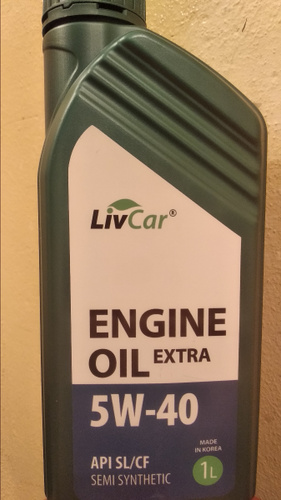 LivCar®
ENGINE
OIL EXTRA
5W-40
API SL/CF
SEMI SYNTHETIC
MADE
IN KOREA
1L